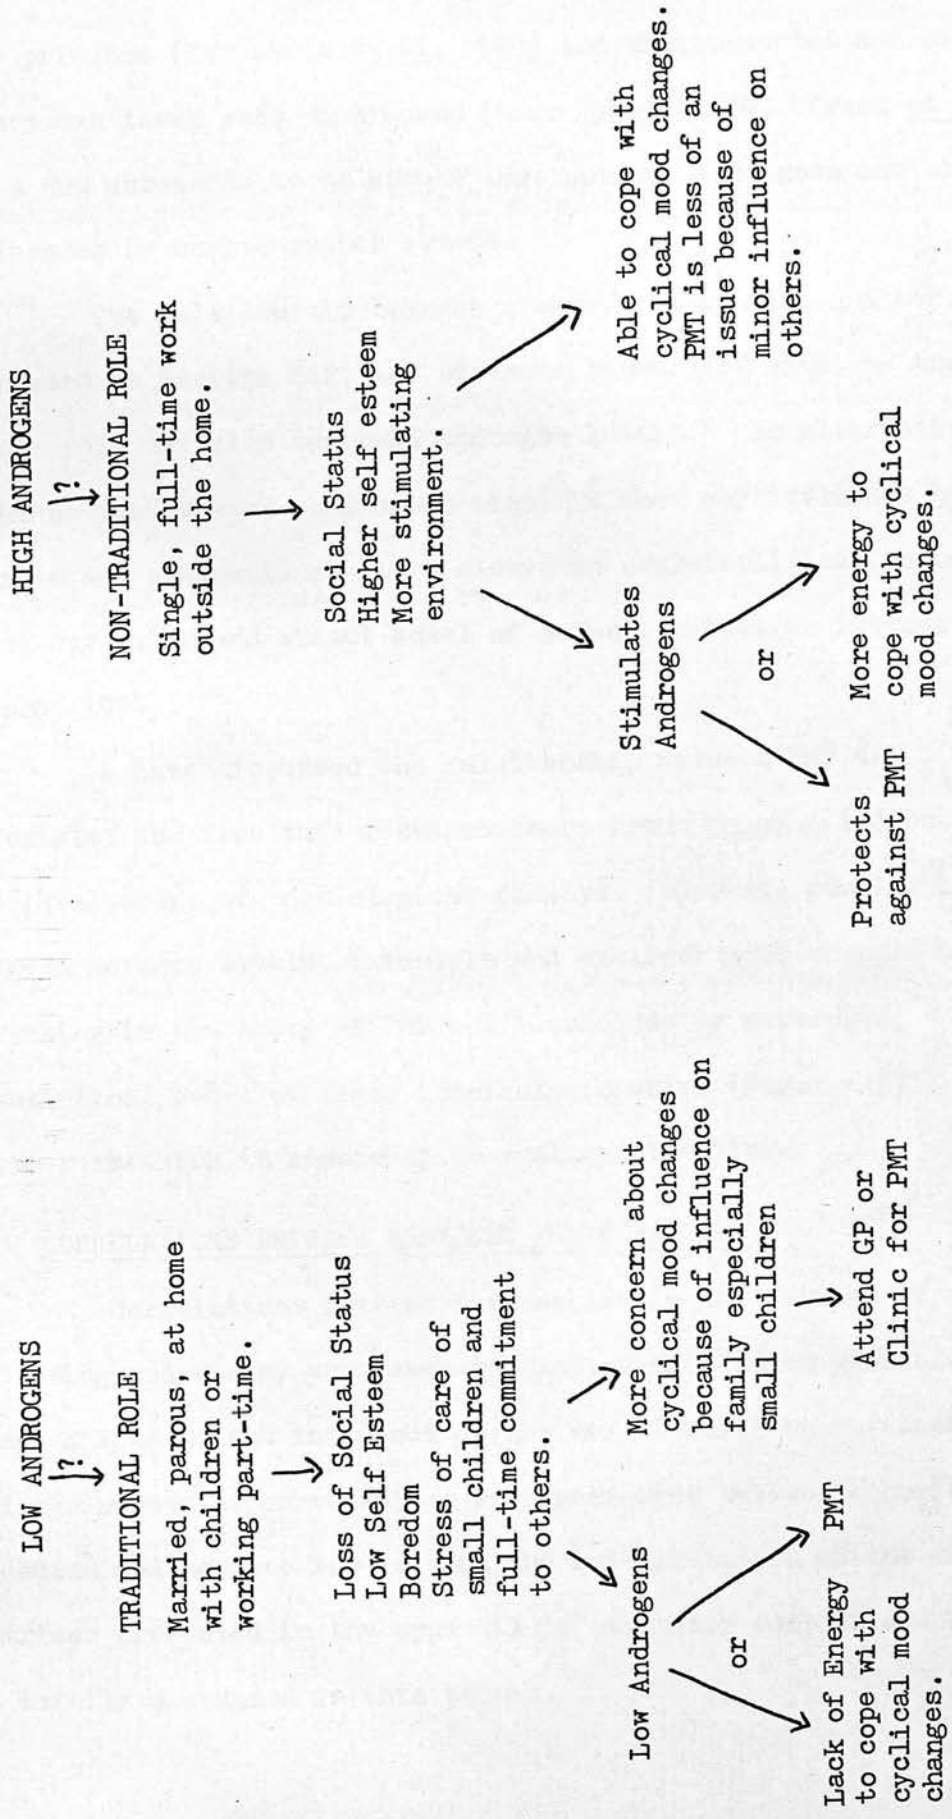 LOW ANDROGENS
?
TRADITIONAL ROLE
Married, parous, at home
with children or
working part-time.
Loss of Social Status
Low Self Esteem
Boredom
Stress of care of
small children and
full-time commitment
to others.
Low Androgens
or
Lack of Energy
to cope with
cyclical mood
changes.
PMT
More concern about
cyclical mood changes
because of influence on
family especially
small children
Attend GP or
Clinic for PMT
HIGH ANDROGENS
?
NON-TRADITIONAL ROLE
Single, full-time work
outside the home.
Social Status
Higher self esteem
More stimulating
environment.
Stimulates
Androgens
or
Protects
against PMT
More energy to
cope with cyclical
mood changes.
Able to cope with
cyclical mood changes.
PMT is less of an
issue because of
minor influence on
others.